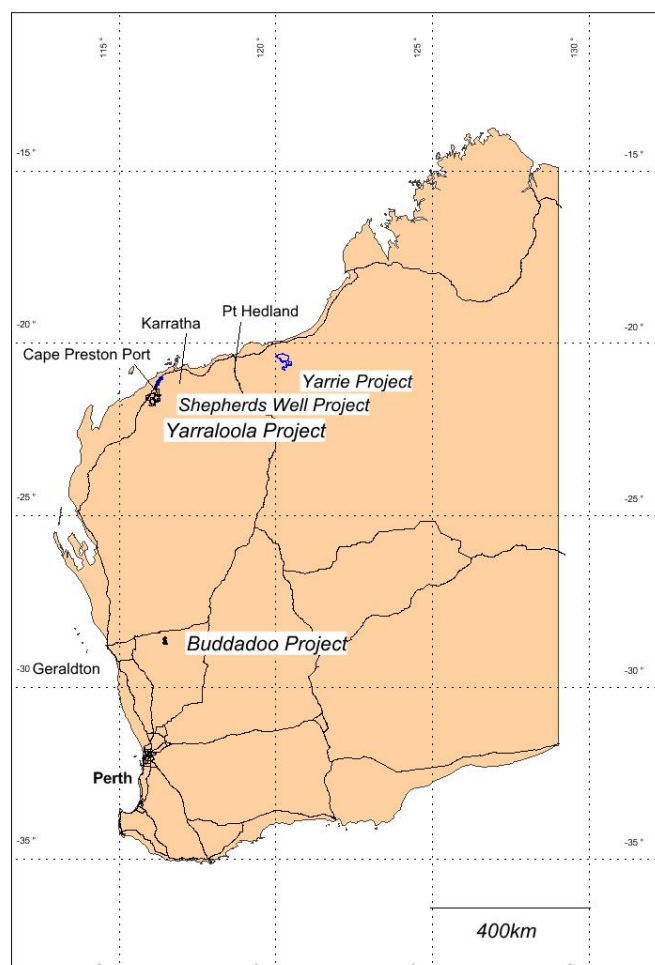 115°
120°
125°
130°
-15°
-15°
-20°
-20°
Pt Hedland
Karratha
Cape Preston Port
Yarrie Project
Shepherds Well Project
Yarraloola Project
-25°
-25°
Buddadoo Project
Geraldton
-30°
-30°
Perth
-35°
-35°
400km